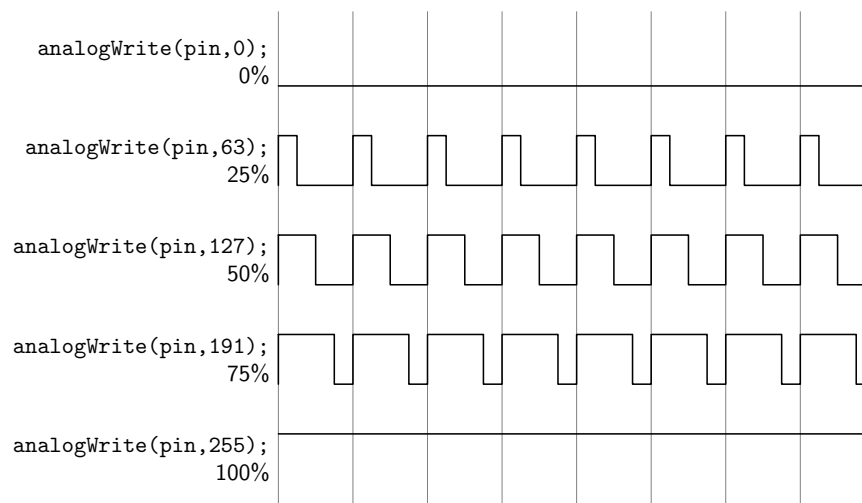 analogWrite(pin,0);
0%
analogWrite(pin,63);
25%
analogWrite(pin,127);
50%
analogWrite(pin,191);
75%
analogWrite(pin,255);
100%